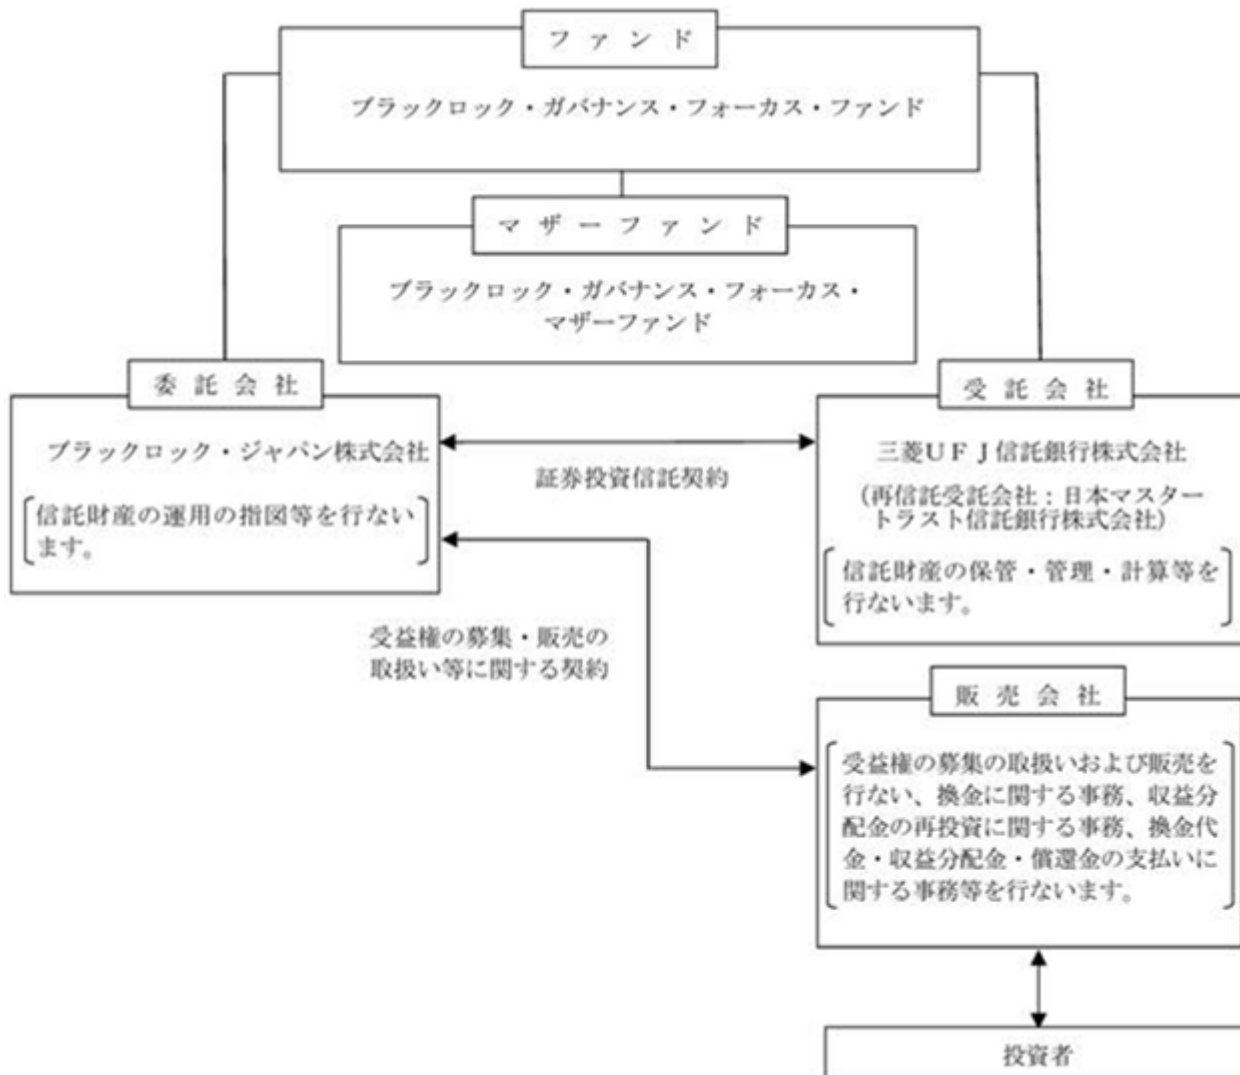 ファンド
ブラックロック・ガバナンス・フォーカス・ファンド
マザーファンド
ブラックロック・ガバナンス・フォーカス・
マザーファンド
委託会社
ブラックロック・ジャパン株式会社
信託財産の運用の指図等を行ない
ます。
証券投資信託契約
受託会社
三菱UFJ信託銀行株式会社
(再信託受託会社:日本マスター
トラスト信託銀行株式会社)
信託財産の保管・管理・計算等を
行ないます。
受益権の募集・販売の
取扱い等に関する契約
販売会社
受益権の募集の取扱いおよび販売を
行ない、換金に関する事務、収益分
配金の再投資に関する事務、換金代
金・収益分配金・償還金の支払いに
関する事務等を行ないます。
投資者